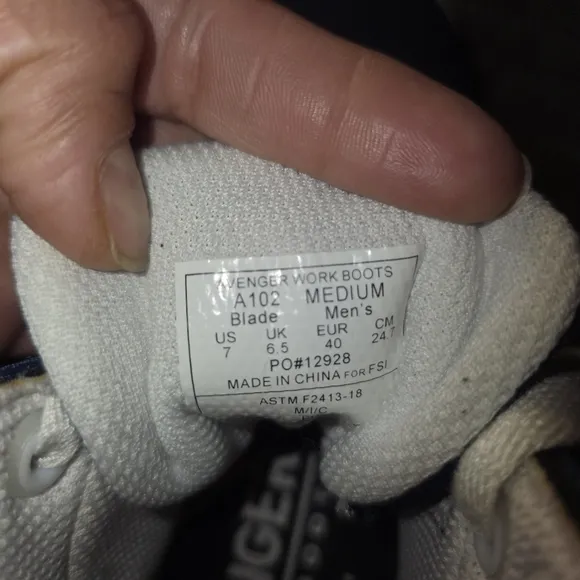 AVENGER WORK BOOTS
A102 MEDIUM
Blade Men's
US UK EUR CM
7 6.5 40 24.7
PO#12928
MADE IN CHINA FOR FSI
ASTM F2413-18
M/I/C